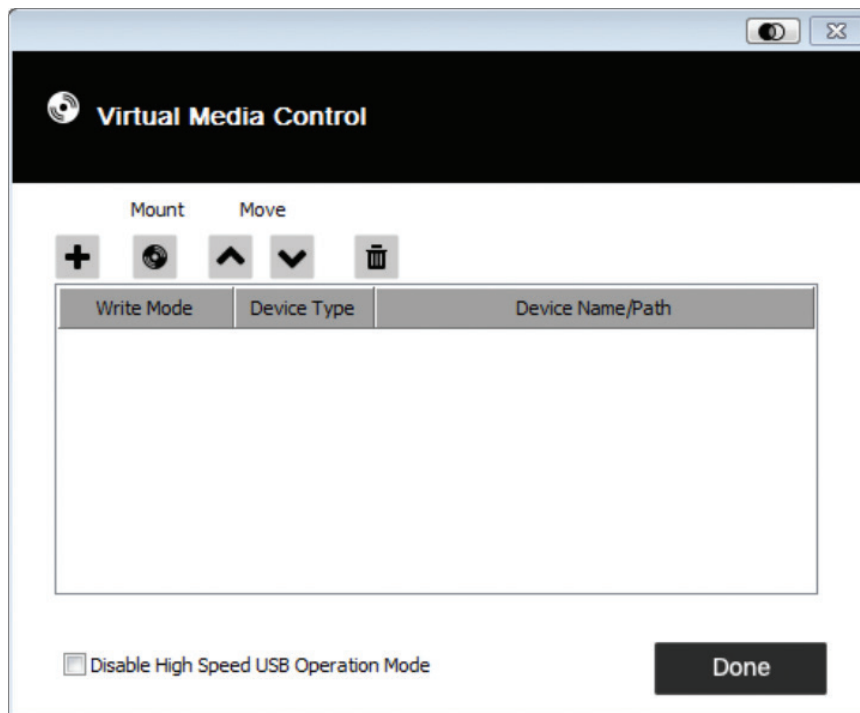 Virtual Media Control
Mount Move
Write Mode Device Type Device Name/Path
Disable High Speed USB Operation Mode Done